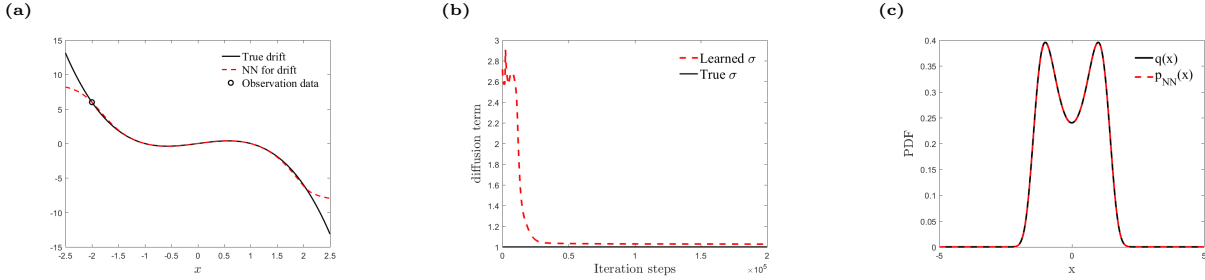 (a)
15
10
5
0
-5
-10
-15
-2.5 -2 -1.5 -1 -0.5 0 0.5 1 1.5 2 2.5
x
True drift
NN for drift
Observation data
(b)
3
2.8
2.6
2.4
2.2
2
1.8
1.6
1.4
1.2
1
diffusion term
0 0.5 1 1.5 2
×10⁵
Iteration steps
Learned σ
True σ
(c)
0.4
0.35
0.3
0.25
0.2
0.15
0.1
0.05
0
PDF
-5 0 5
x
q(x)
p_NN(x)